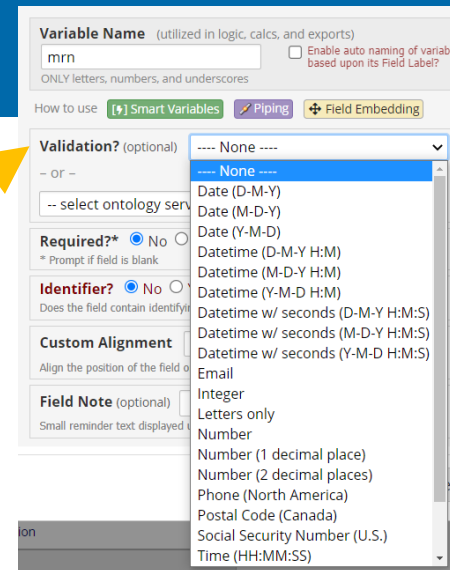 Variable Name (utilized in logic, calcs, and exports)
mrn
Enable auto naming of
based upon its Field Label?
ONLY letters, numbers, and underscores
How to use [⚡] Smart Variables Piping Field Embedding
Validation? (optional) ---- None ----
– or –
-- select ontology
---- None ----
Date (D-M-Y)
Date (M-D-Y)
Date (Y-M-D)
Datetime (D-M-Y H:M)
Datetime (M-D-Y H:M)
Datetime (Y-M-D H:M)
Datetime w/ seconds (D-M-Y H:M:S)
Datetime w/ seconds (M-D-Y H:M:S)
Datetime w/ seconds (Y-M-D H:M:S)
Email
Integer
Letters only
Number
Number (1 decimal place)
Number (2 decimal places)
Phone (North America)
Postal Code (Canada)
Social Security Number (U.S.)
Time (HH:MM:SS)
Required?* No
* Prompt if field is blank
Identifier? No
Does the field contain
Custom Alignment
Align the position of the field
Field Note (optional)
Small reminder text displayed